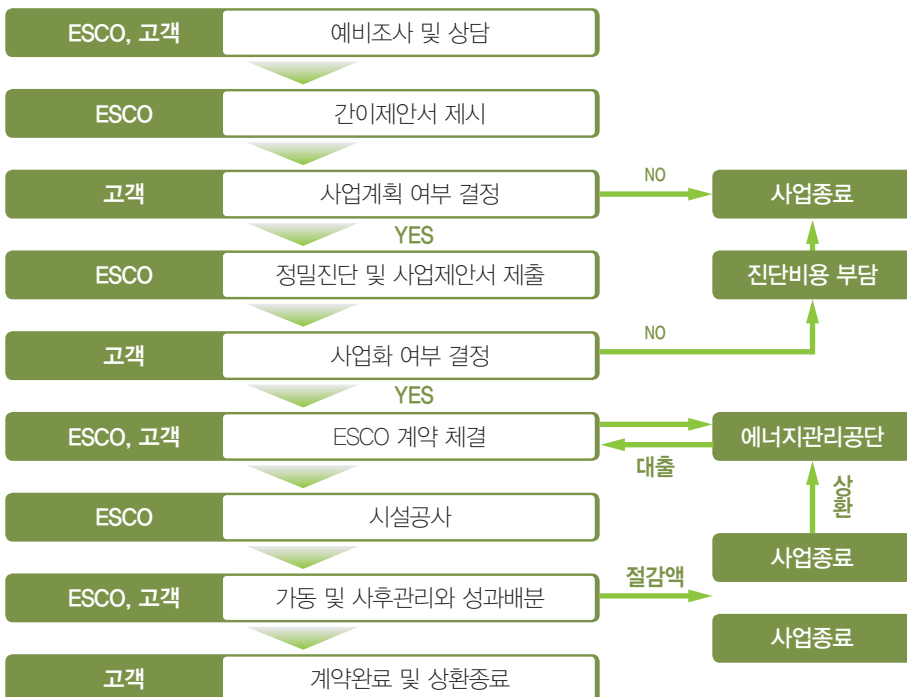 ESCO, 고객 예비조사 및 상담
ESCO 간이제안서 제시
고객 사업계획 여부 결정 NO 사업종료
YES
ESCO 정밀진단 및 사업제안서 제출 진단비용 부담
고객 사업화 여부 결정 NO
YES
ESCO, 고객 ESCO 계약 체결 에너지관리공단
대출
상환
ESCO 시설공사
사업종료
ESCO, 고객 가동 및 사후관리와 성과배분 절감액
사업종료
고객 계약완료 및 상환종료